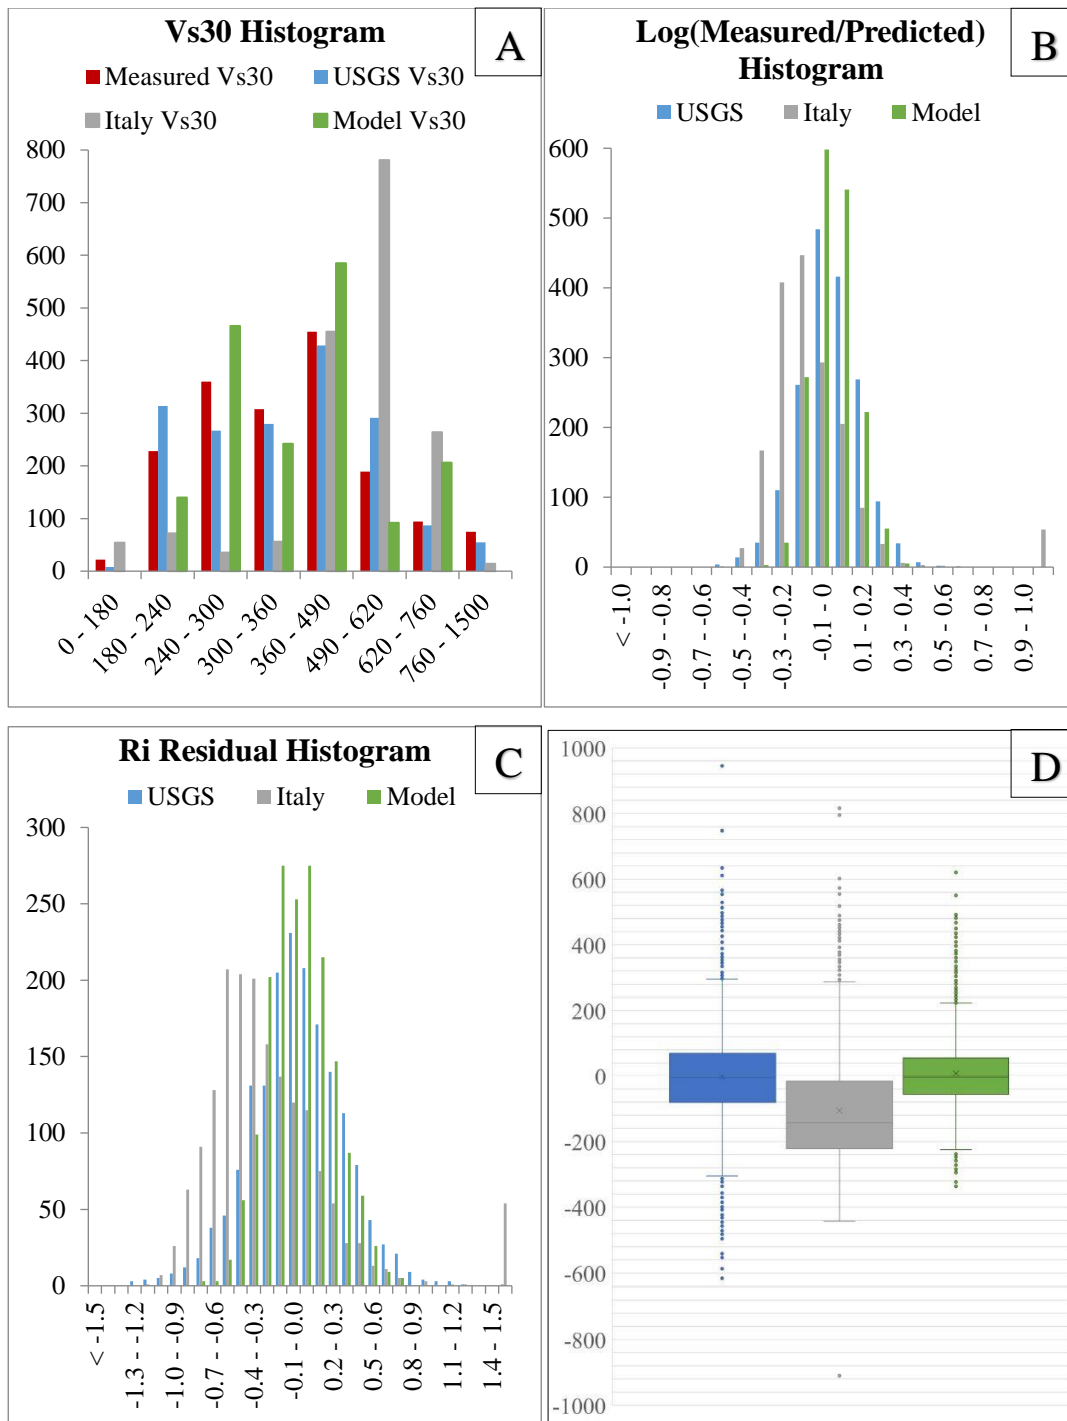 Vs30 Histogram
A
Measured Vs30 USGS Vs30
Italy Vs30 Model Vs30
800
700
600
500
400
300
200
100
0
0 - 180
180 - 240
240 - 300
300 - 360
360 - 490
490 - 620
620 - 760
760 - 1500
Log(Measured/Predicted)
Histogram
B
USGS Italy Model
600
500
400
300
200
100
0
< -1.0
-0.9 - -0.8
-0.7 - -0.6
-0.5 - -0.4
-0.3 - -0.2
-0.1 - 0
0.1 - 0.2
0.3 - 0.4
0.5 - 0.6
0.7 - 0.8
0.9 - 1.0
Ri Residual Histogram
C
USGS Italy Model
300
250
200
150
100
50
0
< -1.5
-1.3 - -1.2
-1.0 - -0.9
-0.7 - -0.6
-0.4 - -0.3
-0.1 - 0.0
0.2 - 0.3
0.5 - 0.6
0.8 - 0.9
1.1 - 1.2
1.4 - 1.5
D
1000
800
600
400
200
0
-200
-400
-600
-800
-1000